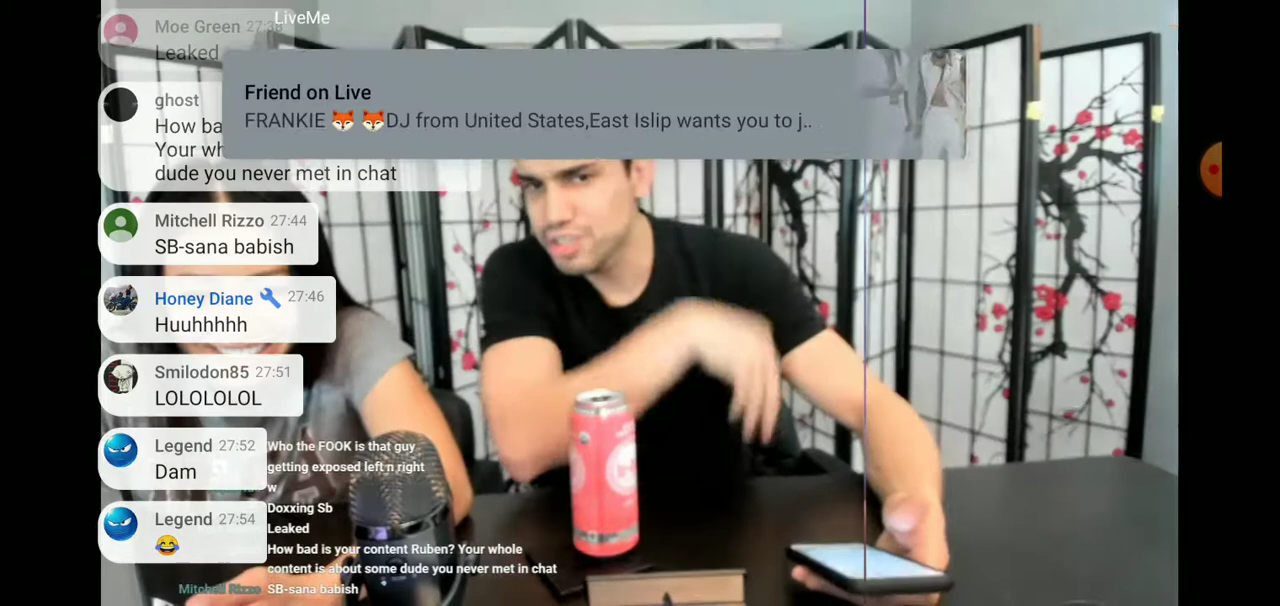 LiveMe
Moe Green 27:38
Leaked
Friend on Live
FRANKIE 🦊 🦊DJ from United States,East Islip wants you to j..
ghost
How ba
Your wh
dude you never met in chat
Mitchell Rizzo 27:44
SB-sana babish
Honey Diane 27:46
Huuhhhhh
Smilodon85 27:51
LOLOLOLOL
Legend 27:52
Dam
Legend 27:54
😂
Who the FOOK is that guy
getting exposed left n right
w
Doxxing Sb
Leaked
How bad is your content Ruben? Your whole
content is about some dude you never met in chat
Mitchell Rizzo SB-sana babish